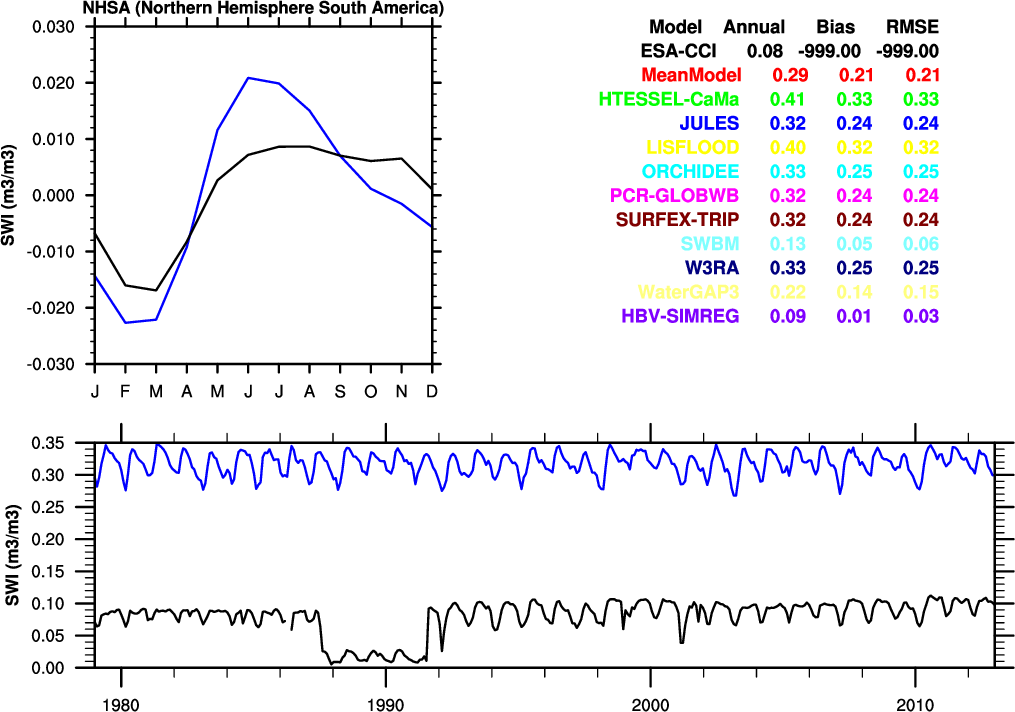 NHSA (Northern Hemisphere South America)
0.030
0.020
0.010
0.000
-0.010
-0.020
-0.030
SWI (m3/m3)
J F M A M J J A S O N D
Model Annual Bias RMSE
ESA-CCI 0.08 -999.00 -999.00
MeanModel 0.29 0.21 0.21
HTESSEL-CaMa 0.41 0.33 0.33
JULES 0.32 0.24 0.24
LISFLOOD 0.40 0.32 0.32
ORCHIDEE 0.33 0.25 0.25
PCR-GLOBWB 0.32 0.24 0.24
SURFEX-TRIP 0.32 0.24 0.24
SWBM 0.13 0.05 0.06
W3RA 0.33 0.25 0.25
WaterGAP3 0.22 0.14 0.15
HBV-SIMREG 0.09 0.01 0.03
0.35
0.30
0.25
0.20
0.15
0.10
0.05
0.00
SWI (m3/m3)
1980 1990 2000 2010